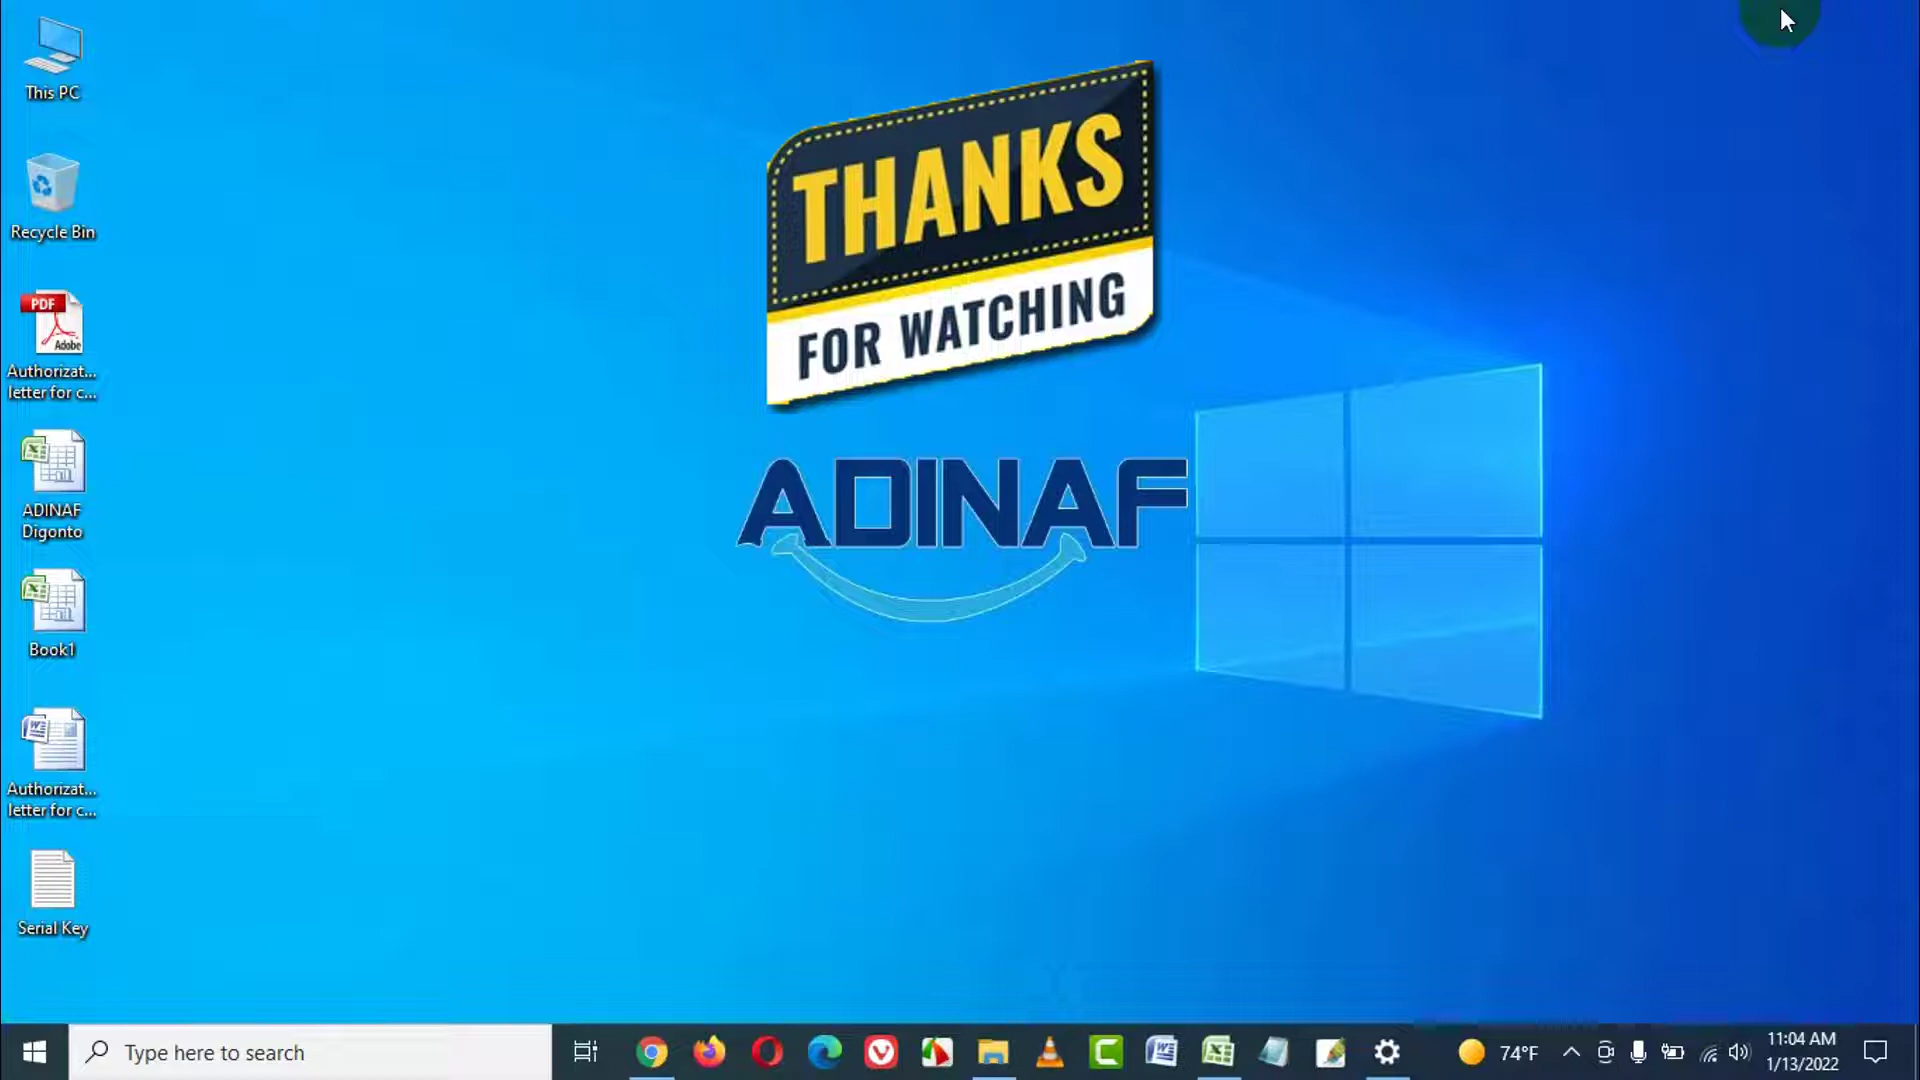 This PC
Recycle Bin
PDF
Adobe
Authorizat...
letter for c...
ADINAF
Digonto
Book1
Authorizat...
letter for c...
Serial Key
THANKS
FOR WATCHING
ADINAF
Type here to search
74°F
11:04 AM
1/13/2022